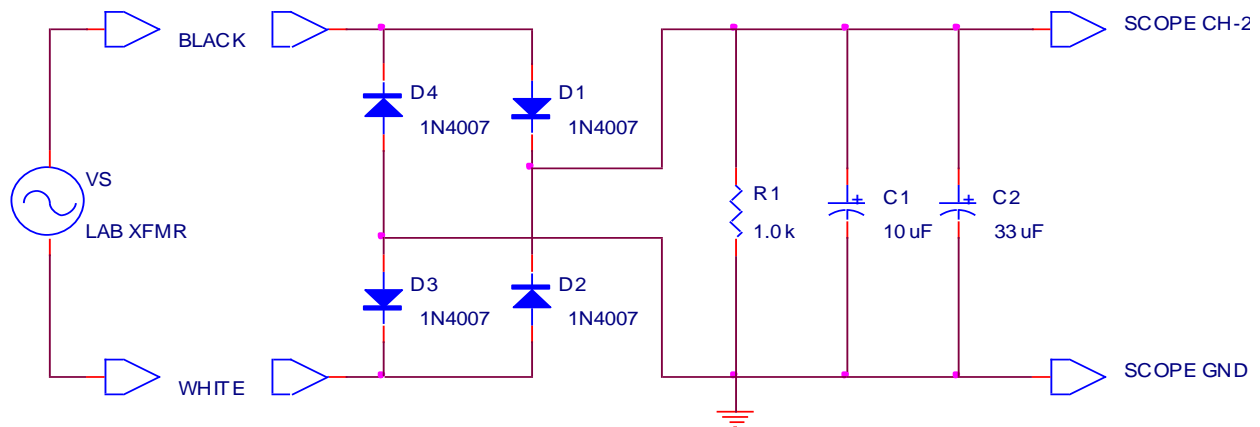 BLACK
SCOPE CH-2
D4
D1
1N4007
1N4007
VS
LAB XFMR
R1
1.0 k
C1
10 uF
C2
33 uF
D3
D2
1N4007
1N4007
WHITE
SCOPE GND